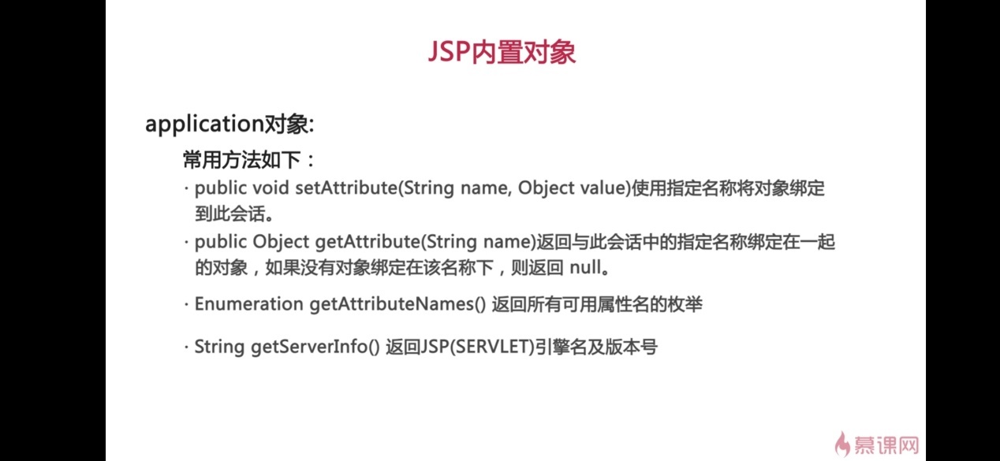 JSP内置对象
application对象:
常用方法如下：
· public void setAttribute(String name, Object value)使用指定名称将对象绑定
到此会话。
· public Object getAttribute(String name)返回与此会话中的指定名称绑定在一起
的对象，如果没有对象绑定在该名称下，则返回 null。
· Enumeration getAttributeNames() 返回所有可用属性名的枚举
· String getServerInfo() 返回JSP(SERVLET)引擎名及版本号
慕课网